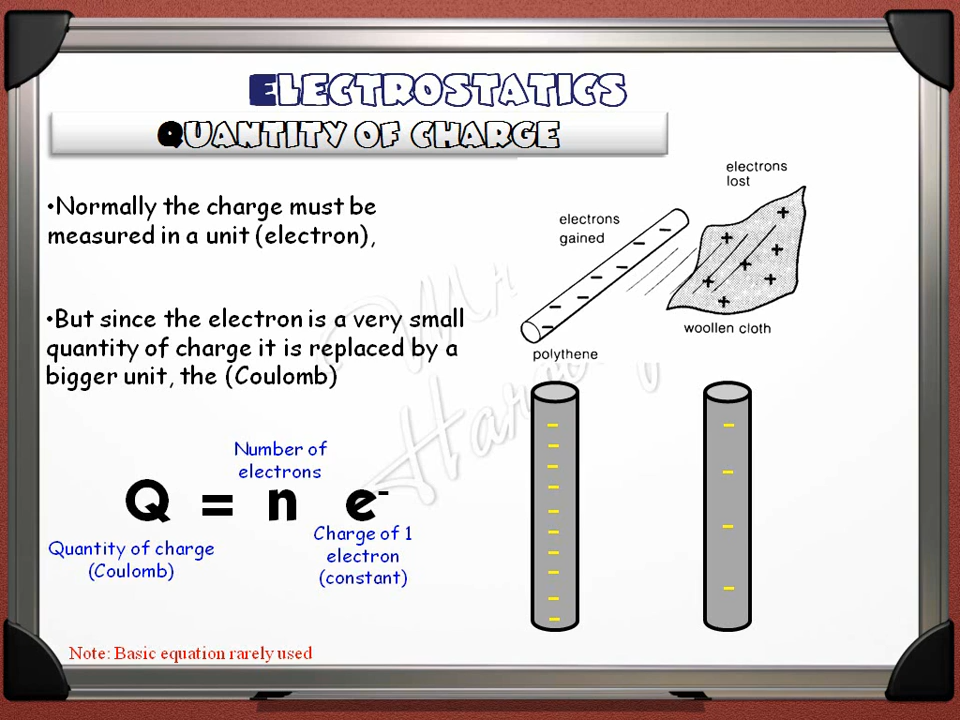 ELECTROSTATICS
QUANTITY OF CHARGE
•Normally the charge must be
measured in a unit (electron),
•But since the electron is a very small
quantity of charge it is replaced by a
bigger unit, the (Coulomb)
electrons
lost
electrons
gained
woollen cloth
polythene
Number of
electrons
Q = n e-
Quantity of charge
(Coulomb)
Charge of 1
electron
(constant)
Note: Basic equation rarely used